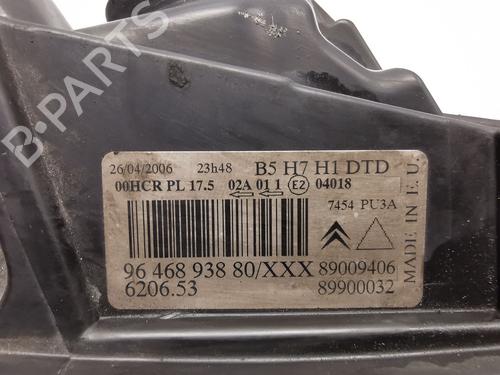 26/04/2006 23h48 B5 H7 H1 DTD
00HCR PL 17.5 02A 01 1 E2 04018
7454 PU3A
96 468 938 80/XXX 89009406
6206.53 89900032
MADE IN E. U.
B-PARTS